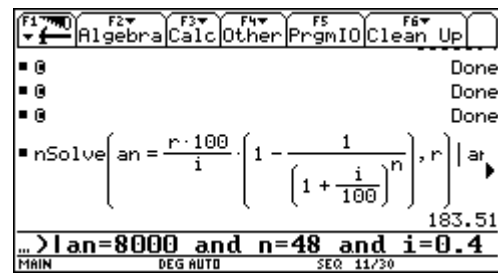 F1 F2 Algebra F3 Calc F4 Other F5 PrgmIO F6 Clean Up
▪ @ Done
▪ @ Done
▪ @ Done
▪ nSolve(an = r·100/i · (1 - 1/(1 + i/100)^n), r) | an
183.51
…>)|an=8000 and n=48 and i=0.4
MAIN DEG AUTO SEQ 11/30